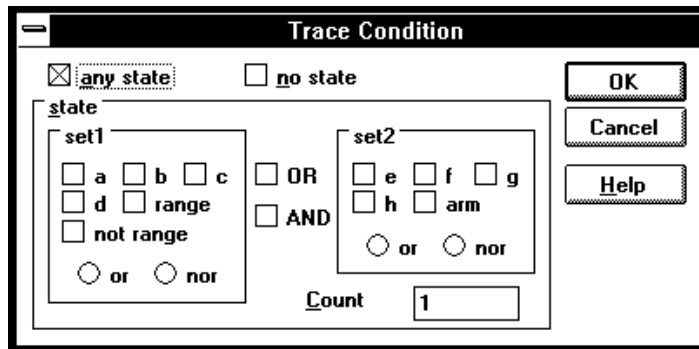 Trace Condition
any state no state
OK
state
Cancel
set1
set2
a b c OR e f g
Help
d range AND h arm
not range
or nor
or nor
Count 1